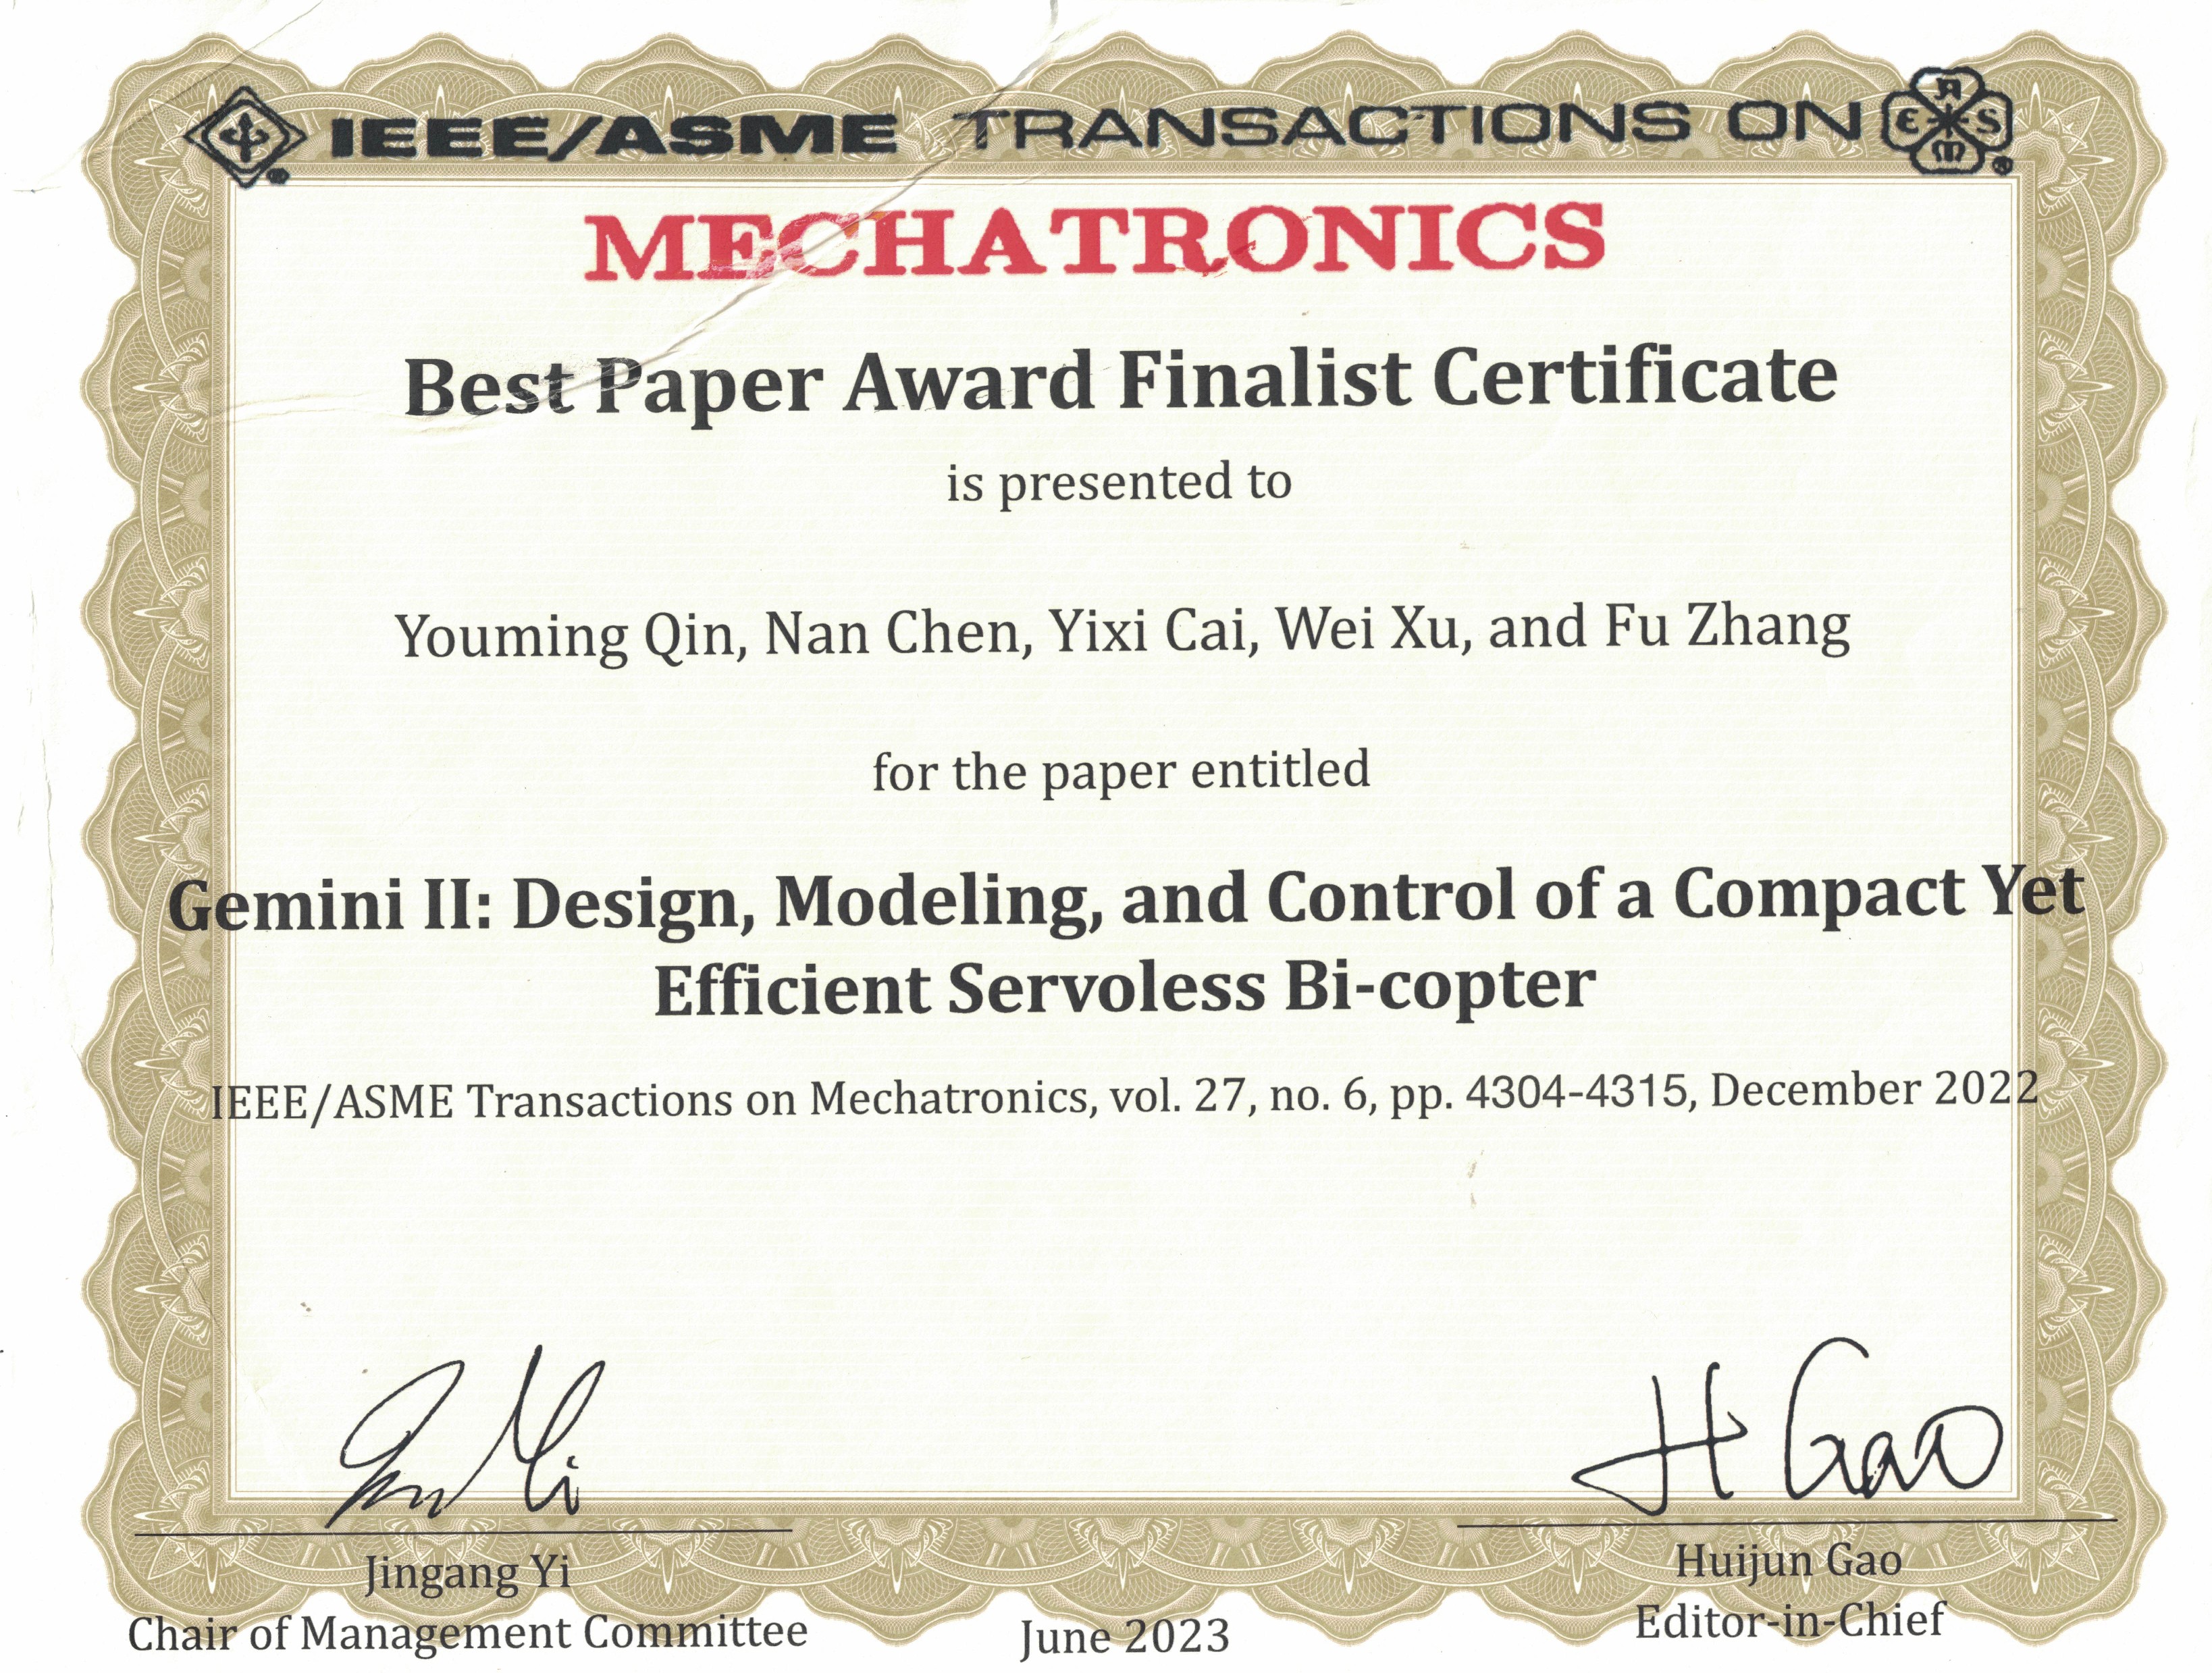 IEEE/ASME TRANSACTIONS ON
A
E S
M
MECHATRONICS
Best Paper Award Finalist Certificate
is presented to
Youming Qin, Nan Chen, Yixi Cai, Wei Xu, and Fu Zhang
for the paper entitled
Gemini II: Design, Modeling, and Control of a Compact Yet
Efficient Servoless Bi-copter
IEEE/ASME Transactions on Mechatronics, vol. 27, no. 6, pp. 4304-4315, December 2022
H Gao
Jingang Yi
Chair of Management Committee
June 2023
Huijun Gao
Editor-in-Chief